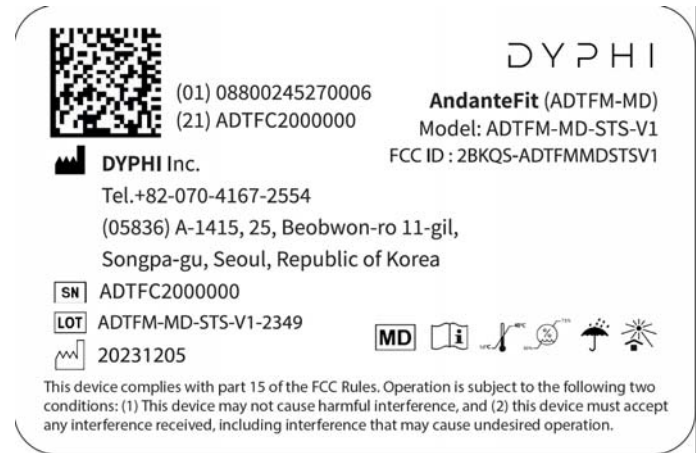 DYPHI
(01) 08800245270006
(21) ADTFC2000000
AndanteFit (ADTFM-MD)
Model: ADTFM-MD-STS-V1
FCC ID : 2BKQS-ADTFMMDSTSV1
DYPHI Inc.
Tel.+82-070-4167-2554
(05836) A-1415, 25, Beobwon-ro 11-gil,
Songpa-gu, Seoul, Republic of Korea
SN ADTFC2000000
LOT ADTFM-MD-STS-V1-2349
20231205
MD
This device complies with part 15 of the FCC Rules. Operation is subject to the following two
conditions: (1) This device may not cause harmful interference, and (2) this device must accept
any interference received, including interference that may cause undesired operation.